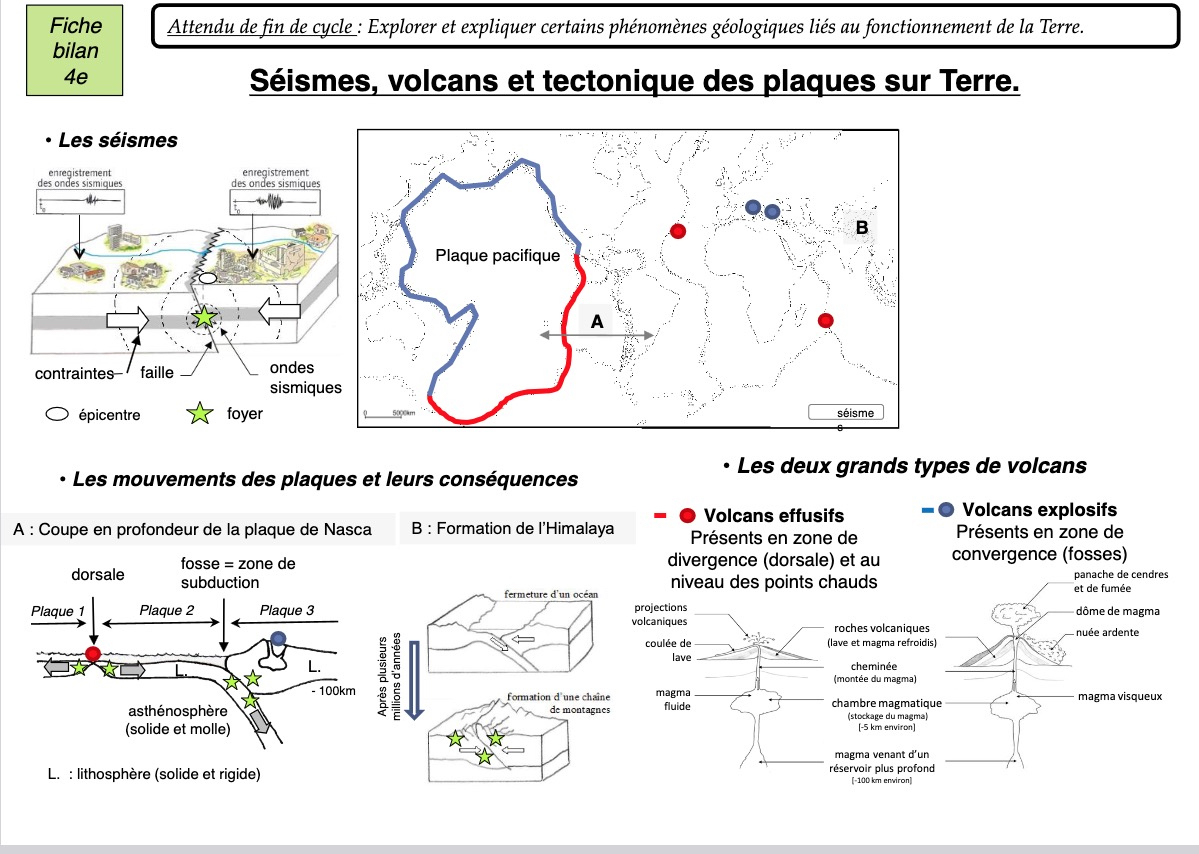 Fiche
bilan
4e
Attendu de fin de cycle : Explorer et expliquer certains phénomènes géologiques liés au fonctionnement de la Terre.
Séismes, volcans et tectonique des plaques sur Terre.
• Les séismes
enregistrement
des ondes sismiques
t0
enregistrement
des ondes sismiques
t0
contraintes
faille
ondes
sismiques
épicentre
foyer
Plaque pacifique
A
B
0 5000km
séisme
s
• Les mouvements des plaques et leurs conséquences
A : Coupe en profondeur de la plaque de Nasca
dorsale
fosse = zone de
subduction
Plaque 1
Plaque 2
Plaque 3
L.
L.
- 100km
asthénosphère
(solide et molle)
L. : lithosphère (solide et rigide)
B : Formation de l'Himalaya
fermeture d'un océan
Après plusieurs
millions d'années
formation d'une chaîne
de montagnes
• Les deux grands types de volcans
Volcans effusifs
Présents en zone de
divergence (dorsale) et au
niveau des points chauds
Volcans explosifs
Présents en zone de
convergence (fosses)
projections
volcaniques
coulée de
lave
magma
fluide
roches volcaniques
(lave et magma refroidis)
cheminée
(montée du magma)
chambre magmatique
(stockage du magma)
[-5 km environ]
magma venant d'un
réservoir plus profond
[-100 km environ]
panache de cendres
et de fumée
dôme de magma
nuée ardente
magma visqueux